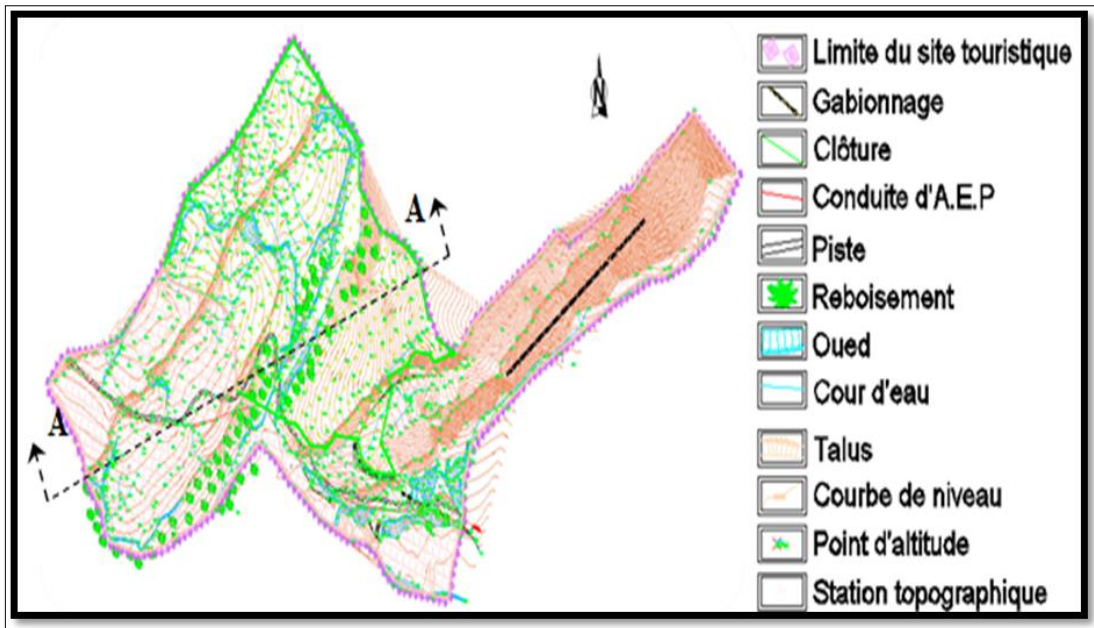 N
A
A
Limite du site touristique
Gabionnage
Clôture
Conduite d'A.E.P
Piste
Reboisement
Oued
Cour d'eau
Talus
Courbe de niveau
Point d'altitude
Station topographique